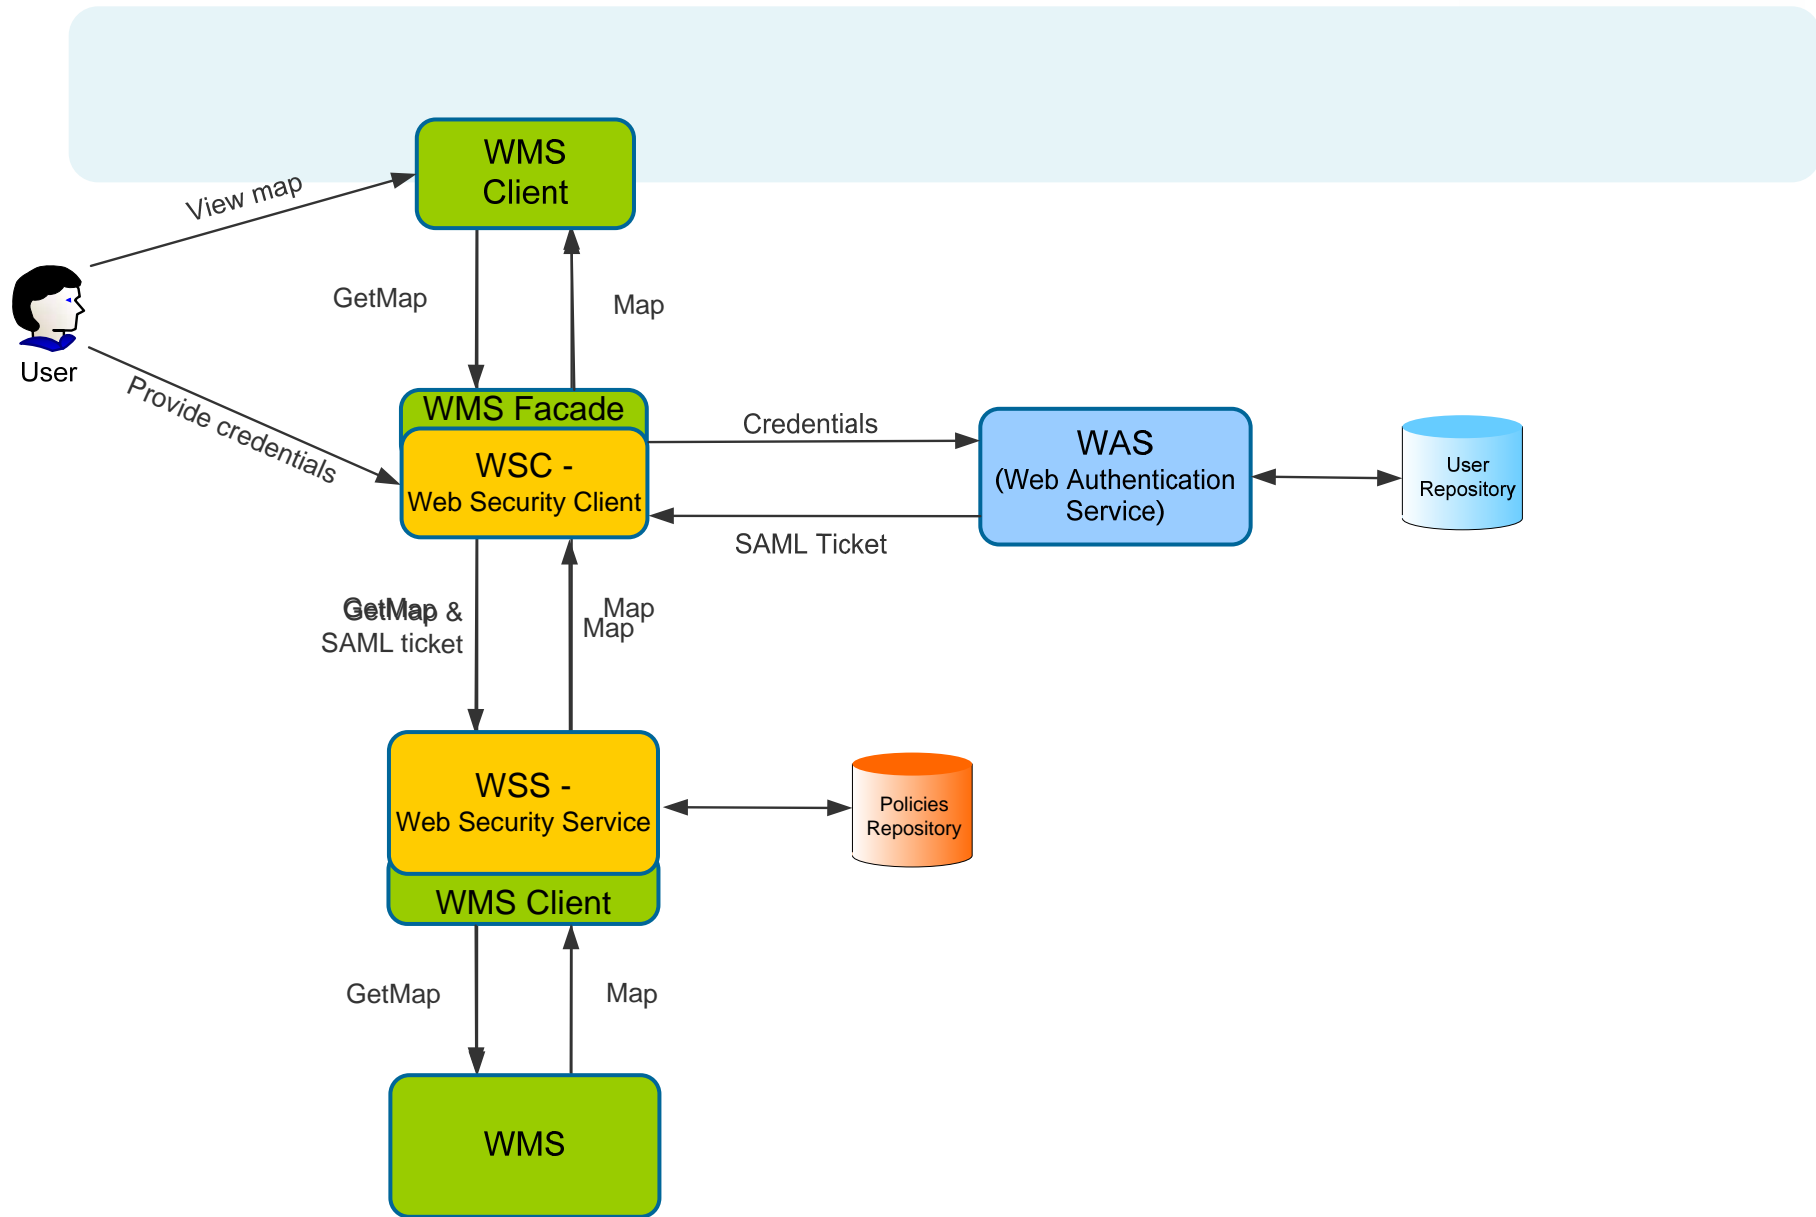 WMS
Client
View map
GetMap
Map
User
Provide credentials
WMS Facade
WSC -
Web Security Client
Credentials
SAML Ticket
WAS
(Web Authentication
Service)
User
Repository
GetMap
GetMap &
SAML ticket
Map
Map
WSS -
Web Security Service
WMS Client
Policies
Repository
GetMap
Map
WMS